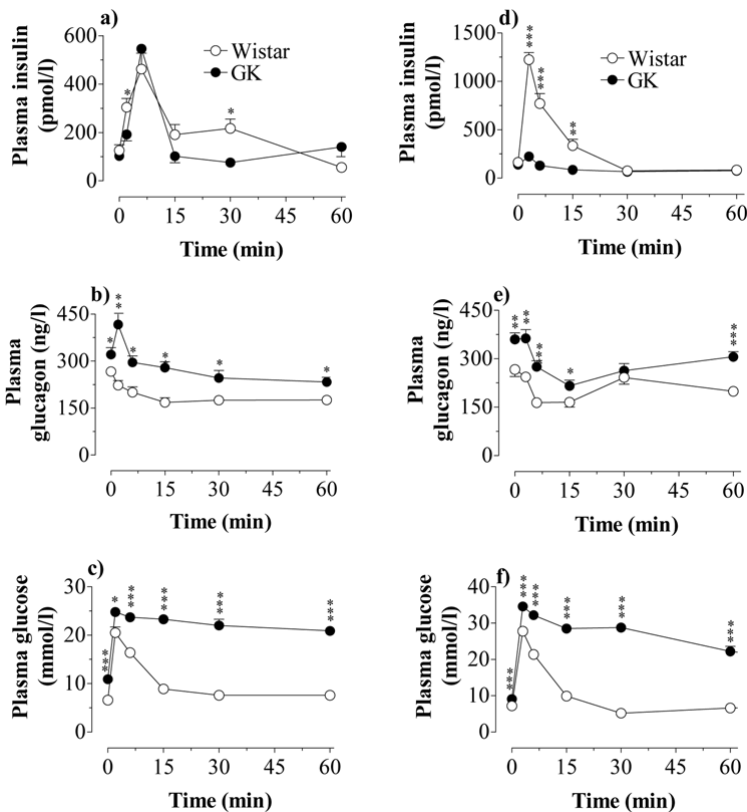 a)
Plasma insulin
(pmol/l)
600
400
200
0
Wistar
GK
*
*
0 15 30 45 60
Time (min)
b)
Plasma
glucagon (ng/l)
450
300
150
0
*
**
*
*
*
*
0 15 30 45 60
Time (min)
c)
Plasma glucose
(mmol/l)
30
20
10
0
***
*
***
***
***
***
0 15 30 45 60
Time (min)
d)
Plasma insulin
(pmol/l)
1500
1000
500
0
Wistar
GK
***
***
**
0 15 30 45 60
Time (min)
e)
Plasma
glucagon (ng/l)
450
300
150
0
**
**
***
*
***
0 15 30 45 60
Time (min)
f)
Plasma glucose
(mmol/l)
40
30
20
10
0
***
***
***
***
***
***
0 15 30 45 60
Time (min)